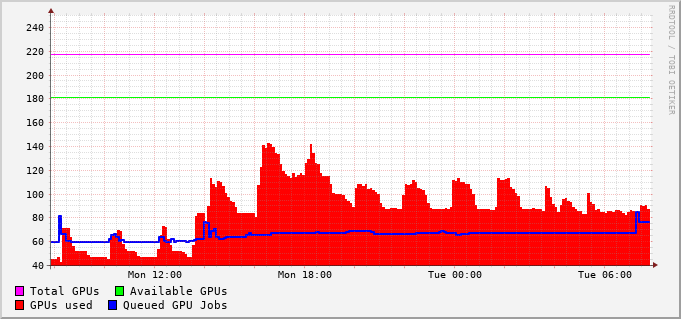 240
220
200
180
160
140
120
100
80
60
40
Mon 12:00 Mon 18:00 Tue 00:00 Tue 06:00
Total GPUs Available GPUs
GPUs used Queued GPU Jobs
RRDTOOL / TOBI OETIKER